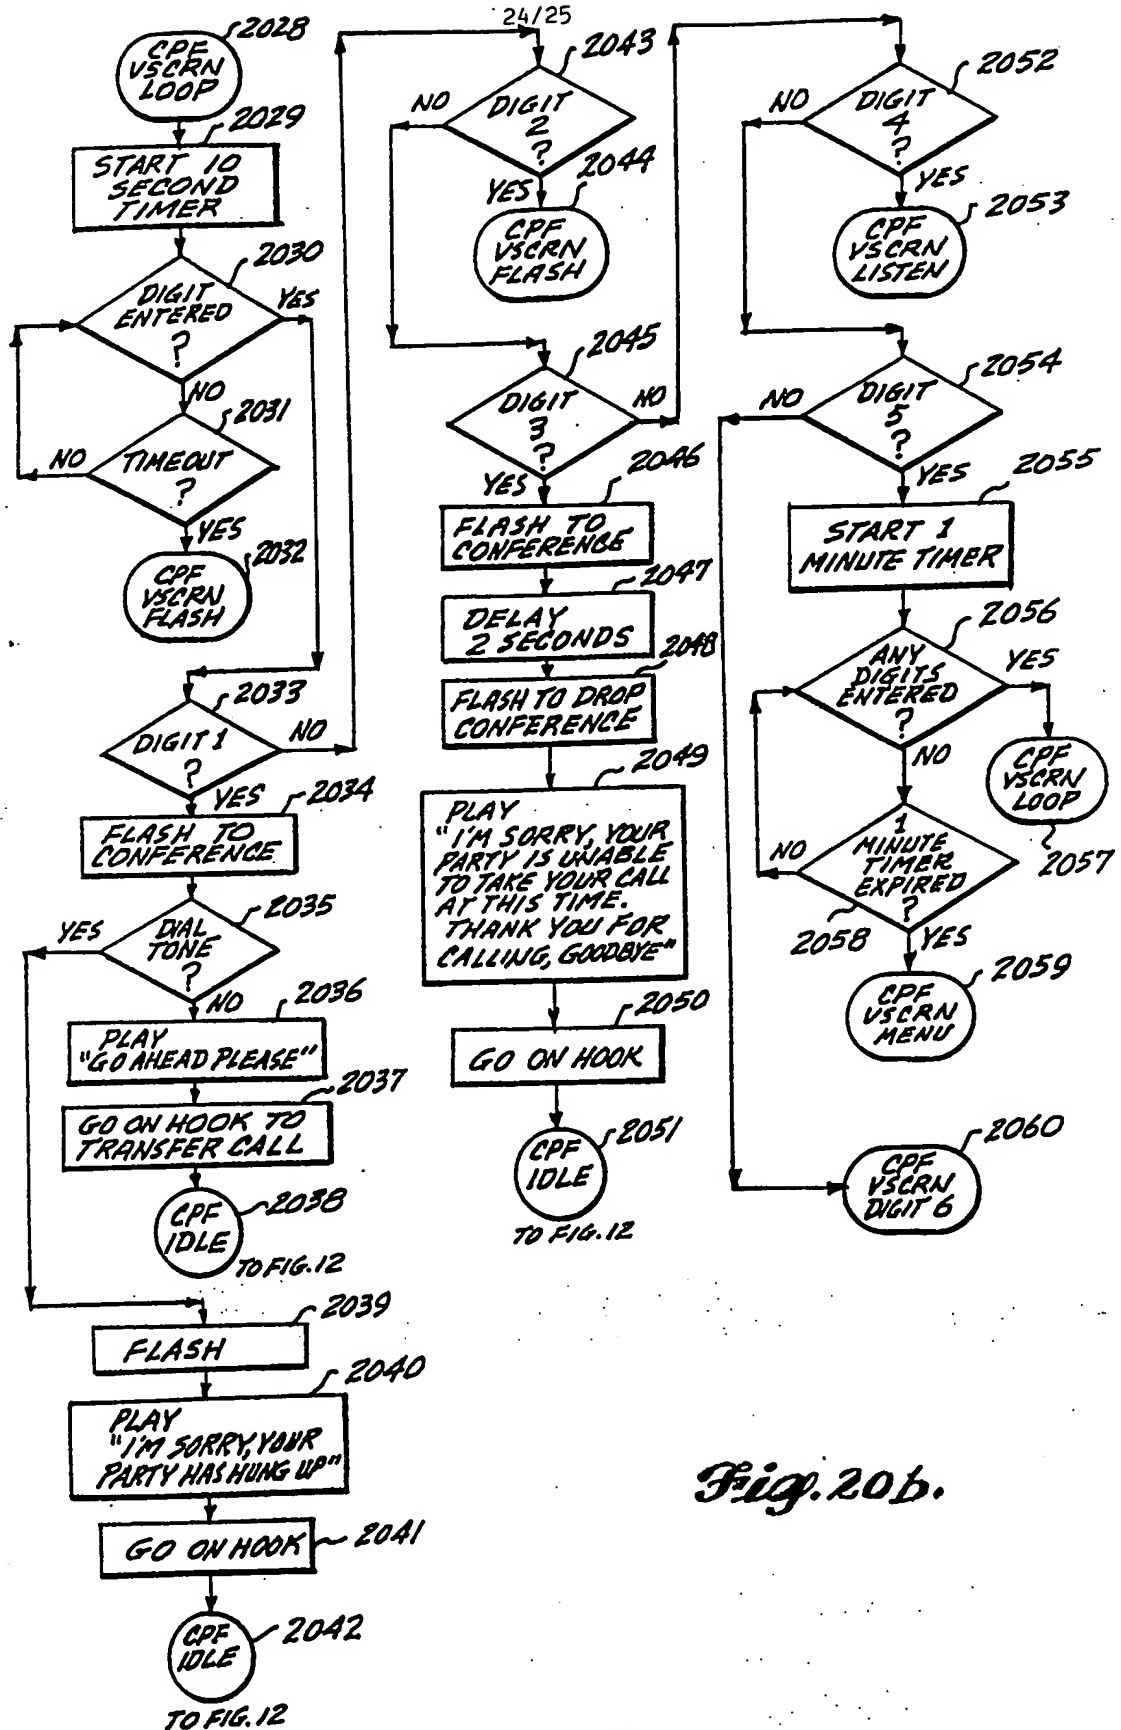 24/25
CPF
VSCRN
LOOP
2028
START 10
SECOND
TIMER
2029
DIGIT
ENTERED
?
2030
YES
NO
TIMEOUT
?
2031
NO
YES
CPF
VSCRN
FLASH
2032
DIGIT 1
?
2033
NO
YES
FLASH TO
CONFERENCE
2034
DIAL
TONE
?
2035
YES
NO
PLAY
"GO AHEAD PLEASE"
2036
GO ON HOOK TO
TRANSFER CALL
2037
CPF
IDLE
2038
TO FIG.12
FLASH
2039
PLAY
"I'M SORRY, YOUR
PARTY HAS HUNG UP"
2040
GO ON HOOK
2041
CPF
IDLE
2042
TO FIG.12
DIGIT
2
?
2043
NO
YES
CPF
VSCRN
FLASH
2044
DIGIT
3
?
2045
NO
YES
FLASH TO
CONFERENCE
2046
DELAY
2 SECONDS
2047
FLASH TO DROP
CONFERENCE
2048
PLAY
"I'M SORRY, YOUR
PARTY IS UNABLE
TO TAKE YOUR CALL
AT THIS TIME.
THANK YOU FOR
CALLING, GOODBYE"
2049
GO ON HOOK
2050
CPF
IDLE
2051
TO FIG.12
DIGIT
4
?
2052
NO
YES
CPF
VSCRN
LISTEN
2053
DIGIT
5
?
2054
NO
YES
START 1
MINUTE TIMER
2055
ANY
DIGITS
ENTERED
?
2056
YES
NO
CPF
VSCRN
LOOP
2057
1
MINUTE
TIMER
EXPIRED
?
2058
NO
YES
CPF
VSCRN
MENU
2059
CPF
VSCRN
DIGIT 6
2060
Fig. 20b.